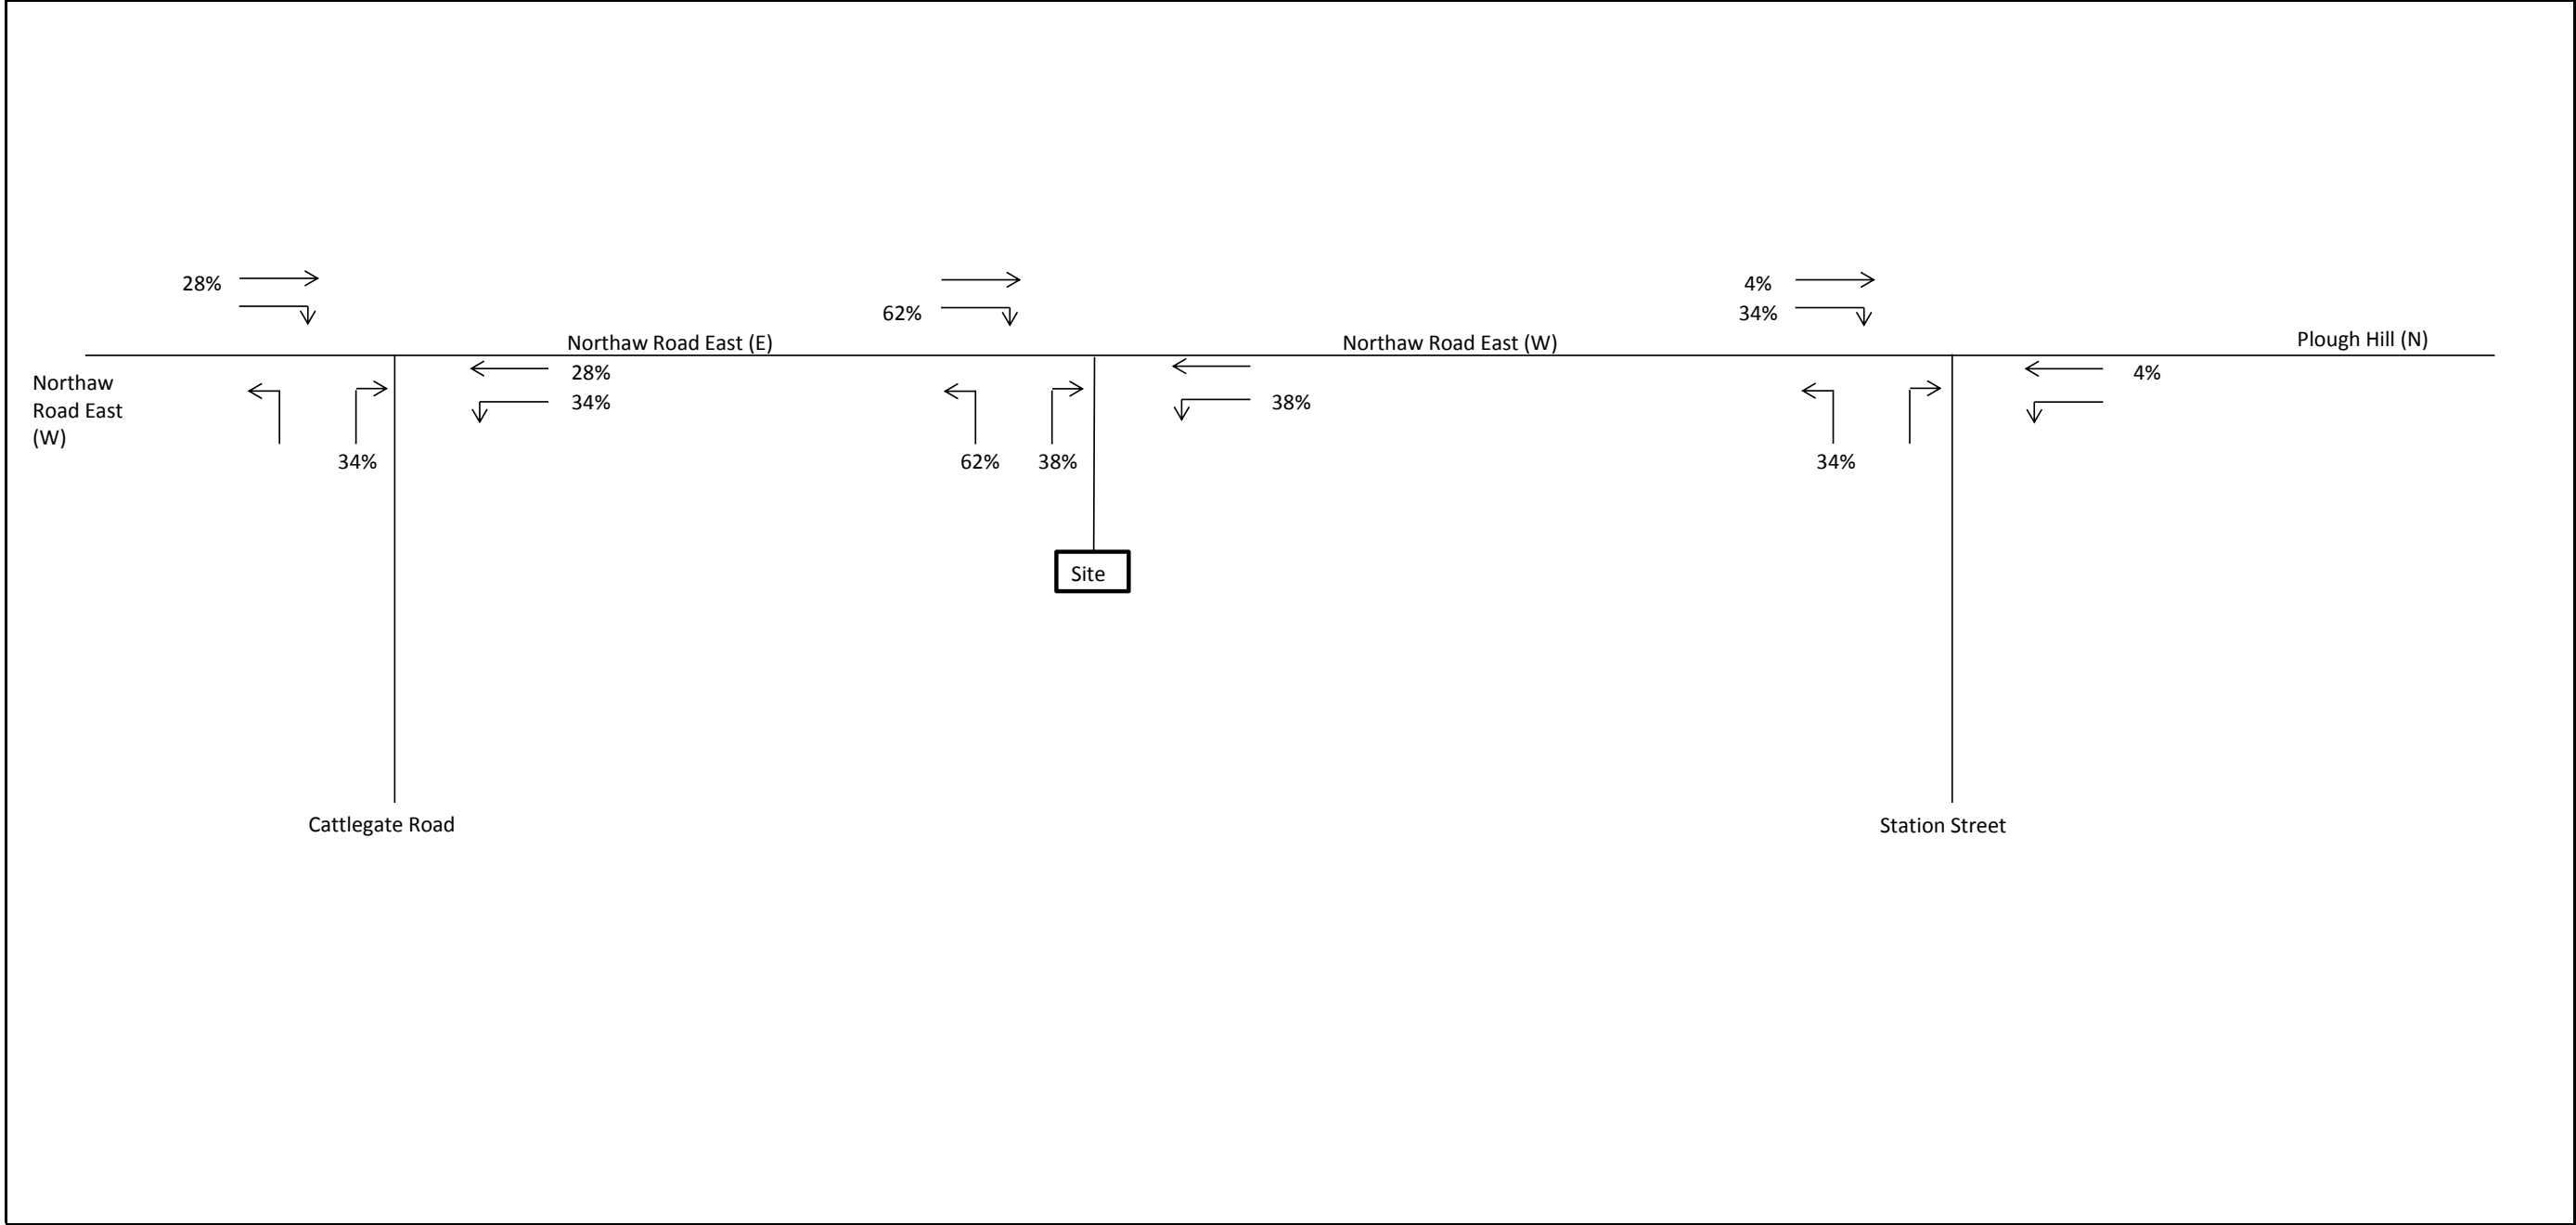 28%
4%
62%
34%
Northaw Road East (E)
Northaw Road East (W)
Plough Hill (N)
Northaw
Road East
(W)
28%
34%
38%
4%
34%
62%
38%
34%
Site
Cattlegate Road
Station Street